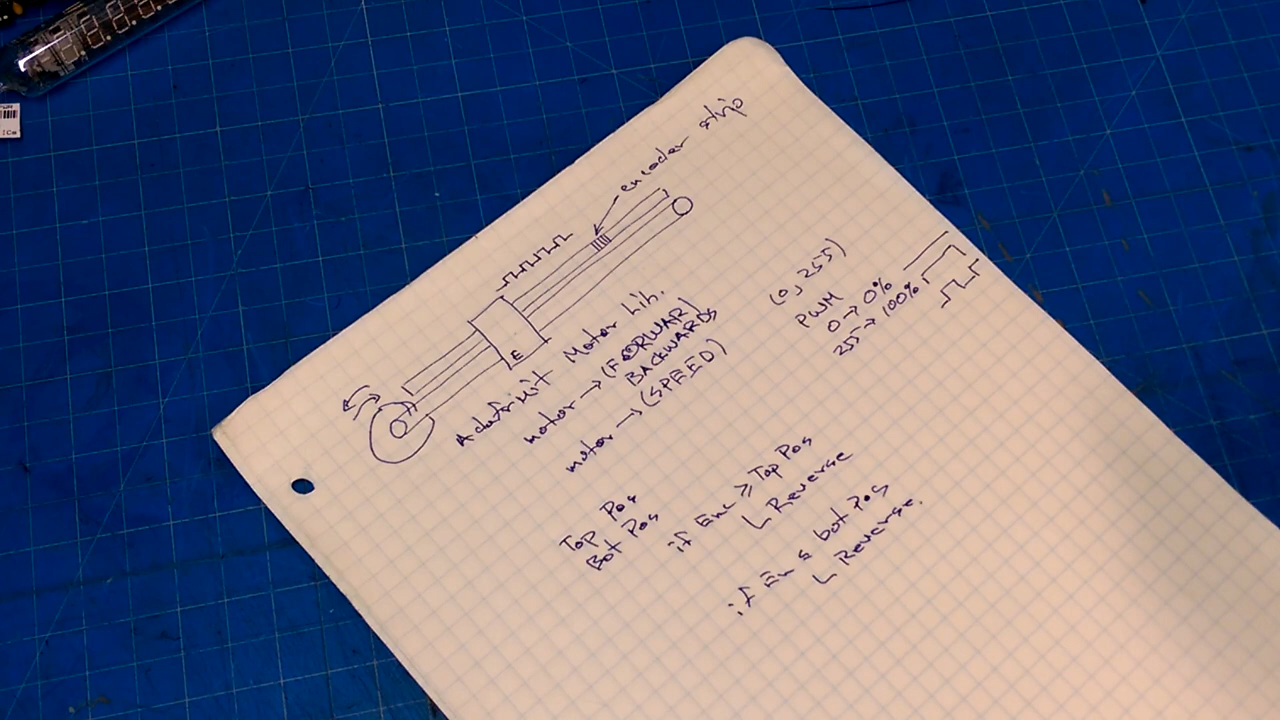 encoder strip
E
Adafruit Motor Lib.
motor → (FORWAR)
BACKWARDS
motor → (SPEED)
(0, 255)
PWM
0 → 0%
255 → 100%
Top Pos
Bot Pos
if Enc ≥ Top Pos
↳ Reverse
if Enc ≤ bot Pos
↳ Reverse.